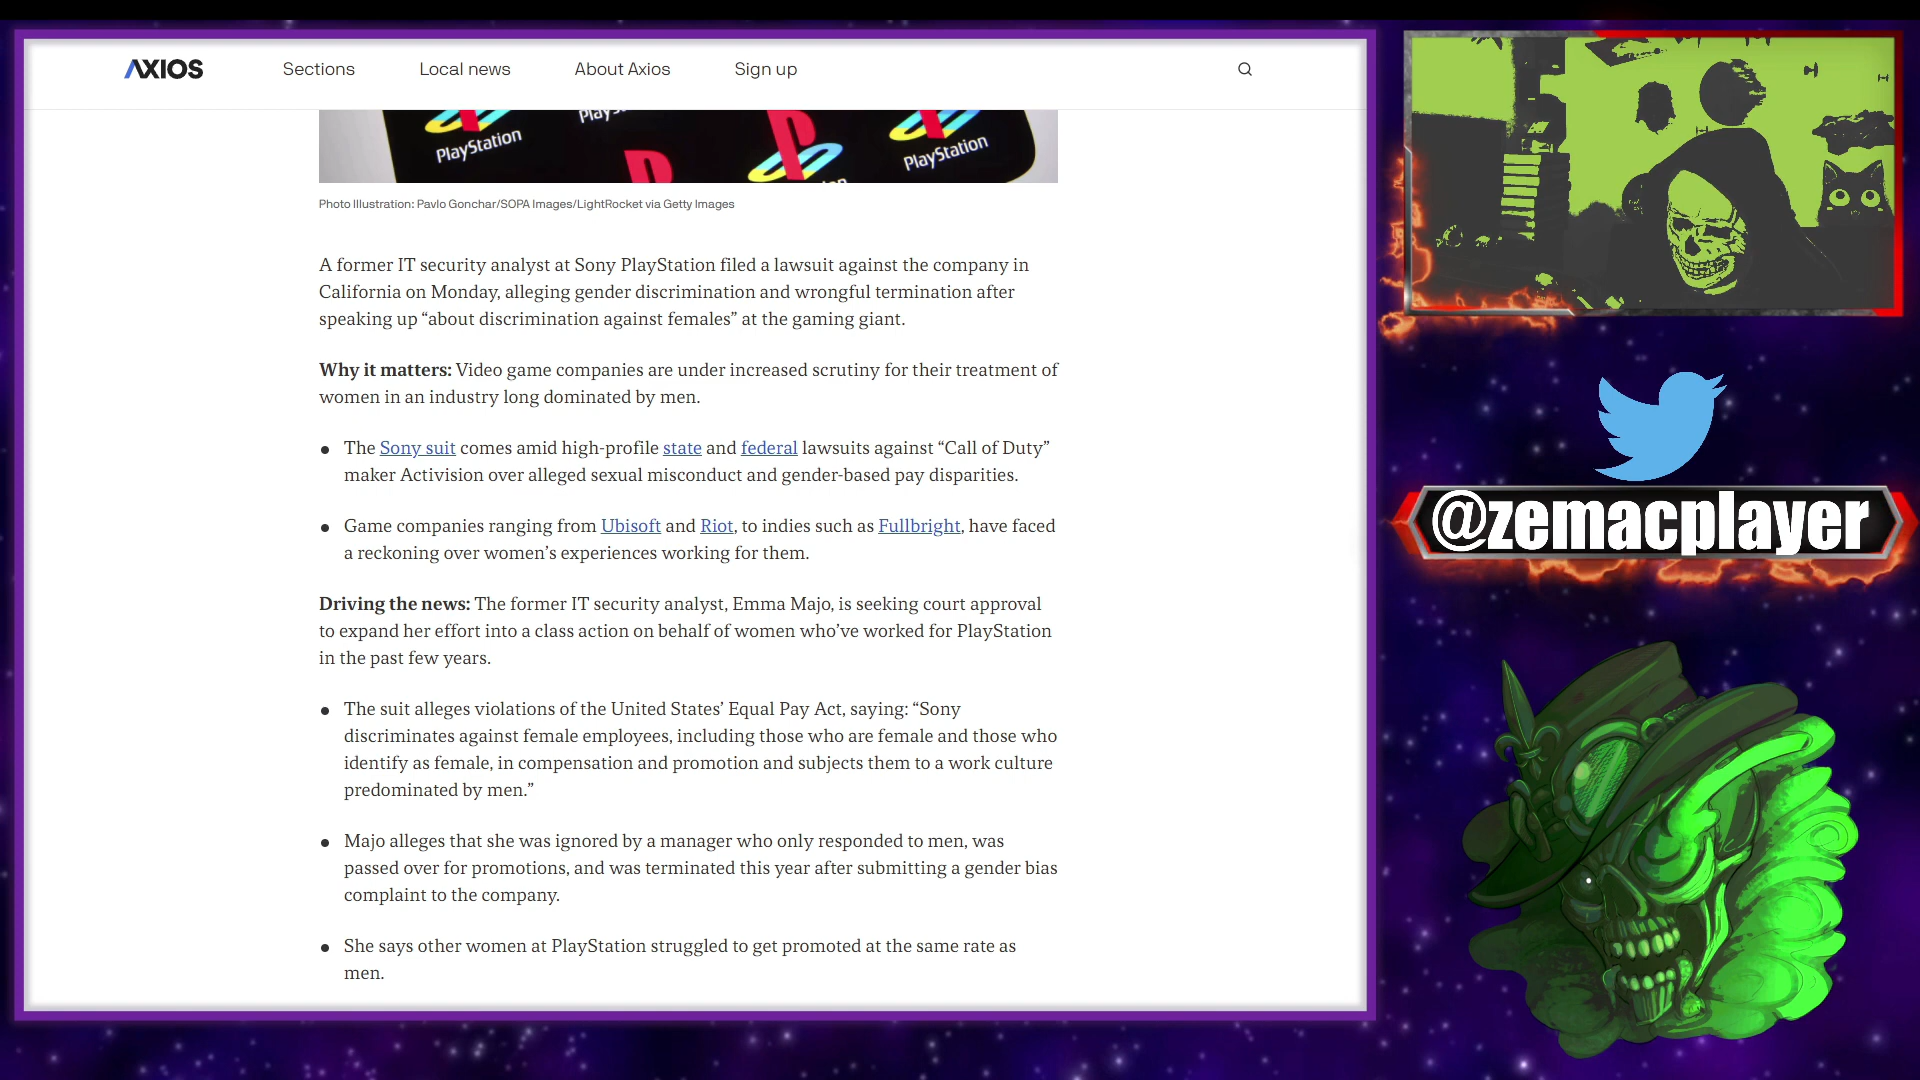 AXIOS
Sections
Local news
About Axios
Sign up
PlayStation
PlayStation
Photo Illustration: Pavlo Gonchar/SOPA Images/LightRocket via Getty Images
A former IT security analyst at Sony PlayStation filed a lawsuit against the company in
California on Monday, alleging gender discrimination and wrongful termination after
speaking up “about discrimination against females” at the gaming giant.
Why it matters: Video game companies are under increased scrutiny for their treatment of
women in an industry long dominated by men.
The Sony suit comes amid high-profile state and federal lawsuits against “Call of Duty”
maker Activision over alleged sexual misconduct and gender-based pay disparities.
Game companies ranging from Ubisoft and Riot, to indies such as Fullbright, have faced
a reckoning over women’s experiences working for them.
Driving the news: The former IT security analyst, Emma Majo, is seeking court approval
to expand her effort into a class action on behalf of women who’ve worked for PlayStation
in the past few years.
The suit alleges violations of the United States’ Equal Pay Act, saying: “Sony
discriminates against female employees, including those who are female and those who
identify as female, in compensation and promotion and subjects them to a work culture
predominated by men.”
Majo alleges that she was ignored by a manager who only responded to men, was
passed over for promotions, and was terminated this year after submitting a gender bias
complaint to the company.
She says other women at PlayStation struggled to get promoted at the same rate as
men.
@zemacplayer